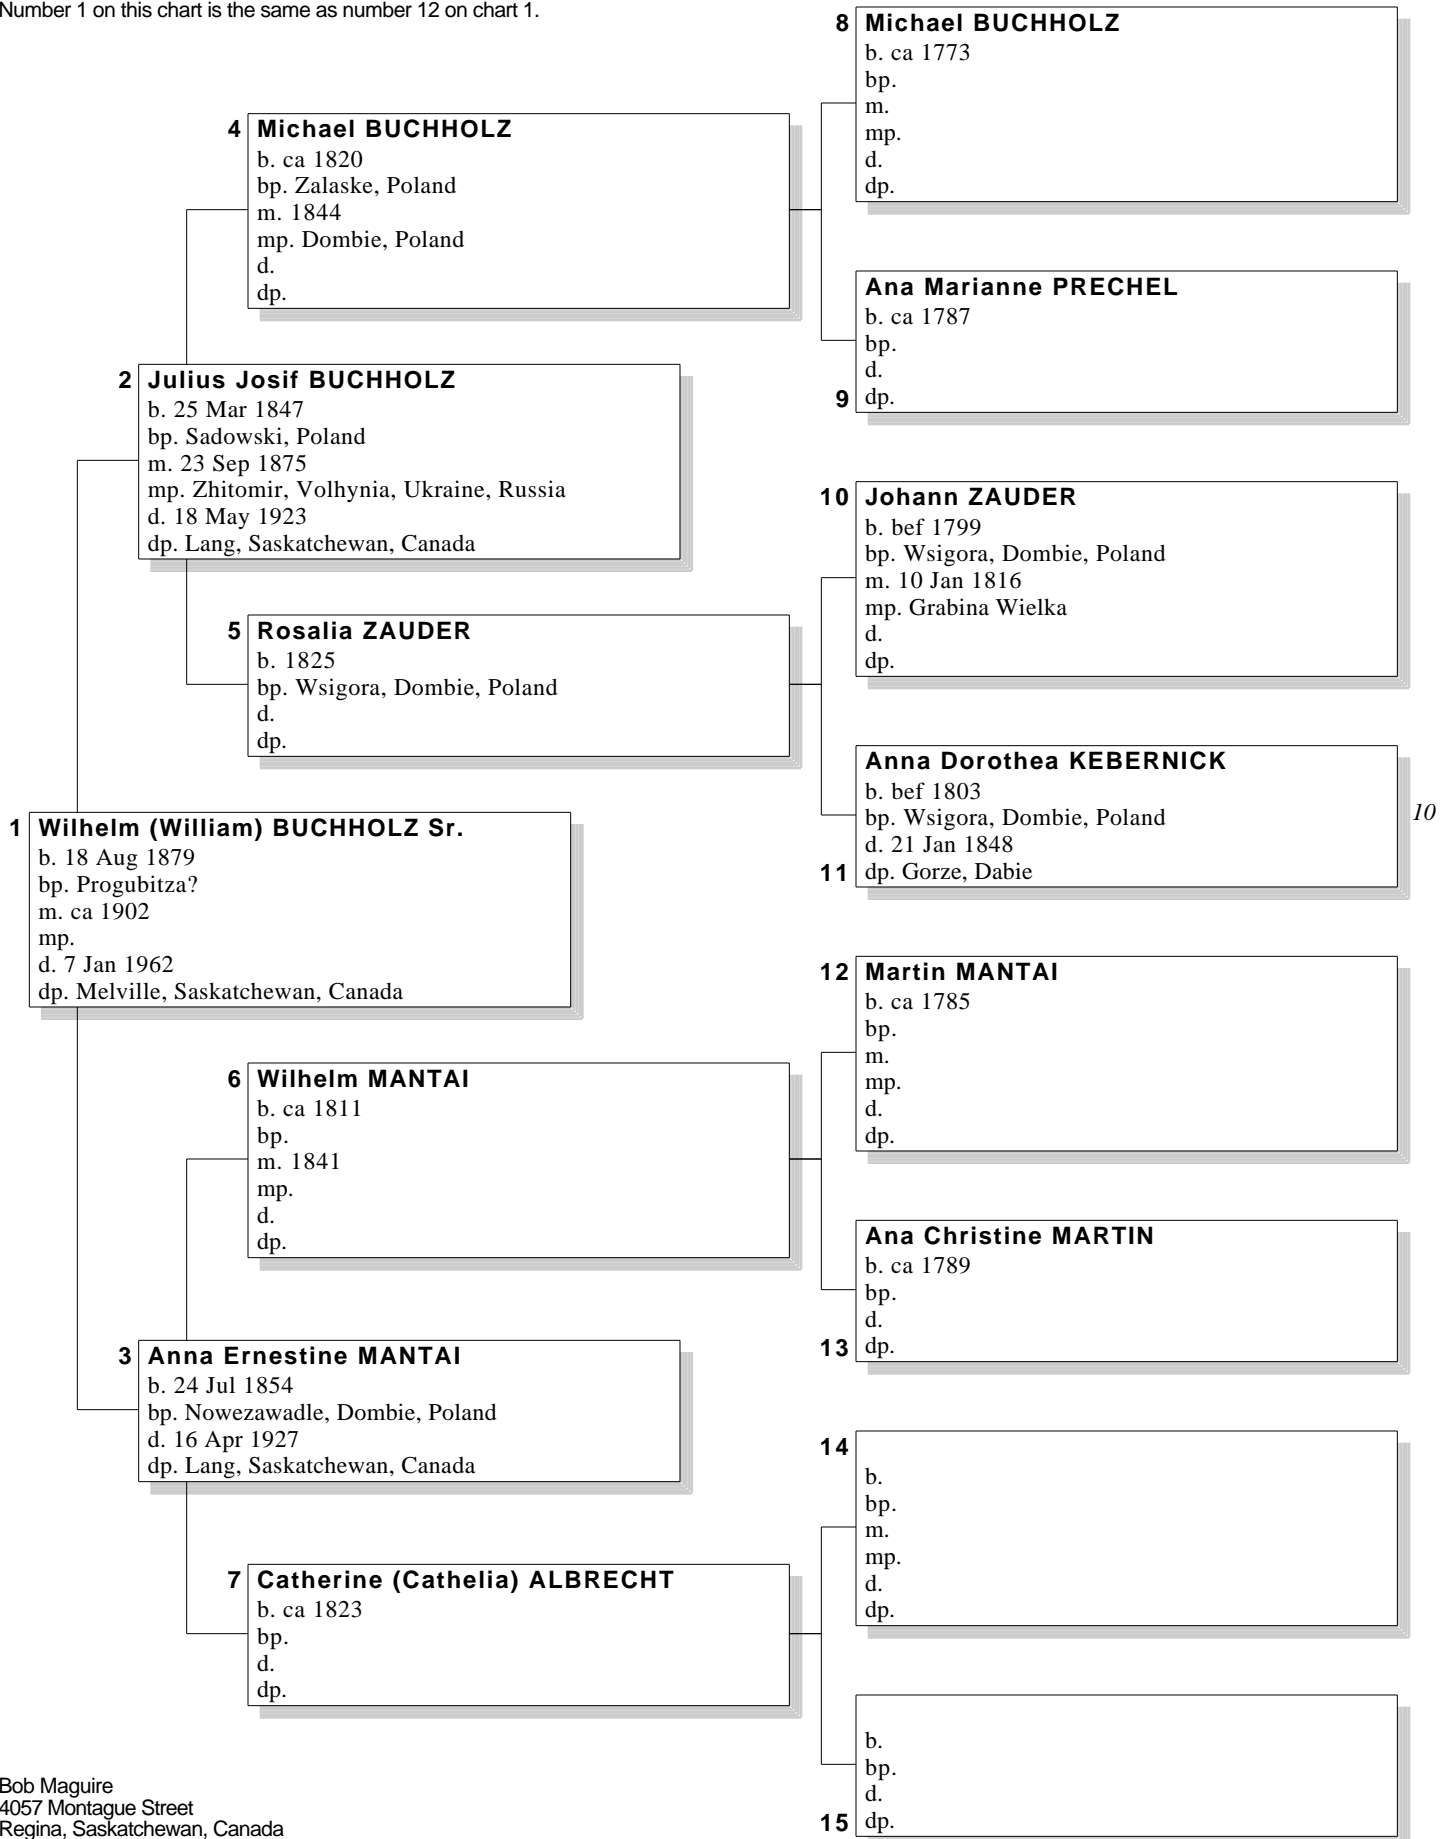 Number 1 on this chart is the same as number 12 on chart 1.
8 Michael BUCHHOLZ
b. ca 1773
bp.
m.
mp.
d.
dp.
4 Michael BUCHHOLZ
b. ca 1820
bp. Zalaske, Poland
m. 1844
mp. Dombie, Poland
d.
dp.
Ana Marianne PRECHEL
b. ca 1787
bp.
d.
9 dp.
2 Julius Josif BUCHHOLZ
b. 25 Mar 1847
bp. Sadowski, Poland
m. 23 Sep 1875
mp. Zhitomir, Volhynia, Ukraine, Russia
d. 18 May 1923
dp. Lang, Saskatchewan, Canada
10 Johann ZAUDER
b. bef 1799
bp. Wsigora, Dombie, Poland
m. 10 Jan 1816
mp. Grabina Wielka
d.
dp.
5 Rosalia ZAUDER
b. 1825
bp. Wsigora, Dombie, Poland
d.
dp.
Anna Dorothea KEBERNICK
b. bef 1803
bp. Wsigora, Dombie, Poland
d. 21 Jan 1848
11 dp. Gorze, Dabie
10
1 Wilhelm (William) BUCHHOLZ Sr.
b. 18 Aug 1879
bp. Progubitza?
m. ca 1902
mp.
d. 7 Jan 1962
dp. Melville, Saskatchewan, Canada
12 Martin MANTAI
b. ca 1785
bp.
m.
mp.
d.
dp.
6 Wilhelm MANTAI
b. ca 1811
bp.
m. 1841
mp.
d.
dp.
Ana Christine MARTIN
b. ca 1789
bp.
d.
13 dp.
3 Anna Ernestine MANTAI
b. 24 Jul 1854
bp. Nowezawadle, Dombie, Poland
d. 16 Apr 1927
dp. Lang, Saskatchewan, Canada
14
b.
bp.
m.
mp.
d.
dp.
7 Catherine (Cathelia) ALBRECHT
b. ca 1823
bp.
d.
dp.
b.
bp.
d.
15 dp.
Bob Maguire
4057 Montague Street
Regina, Saskatchewan, Canada